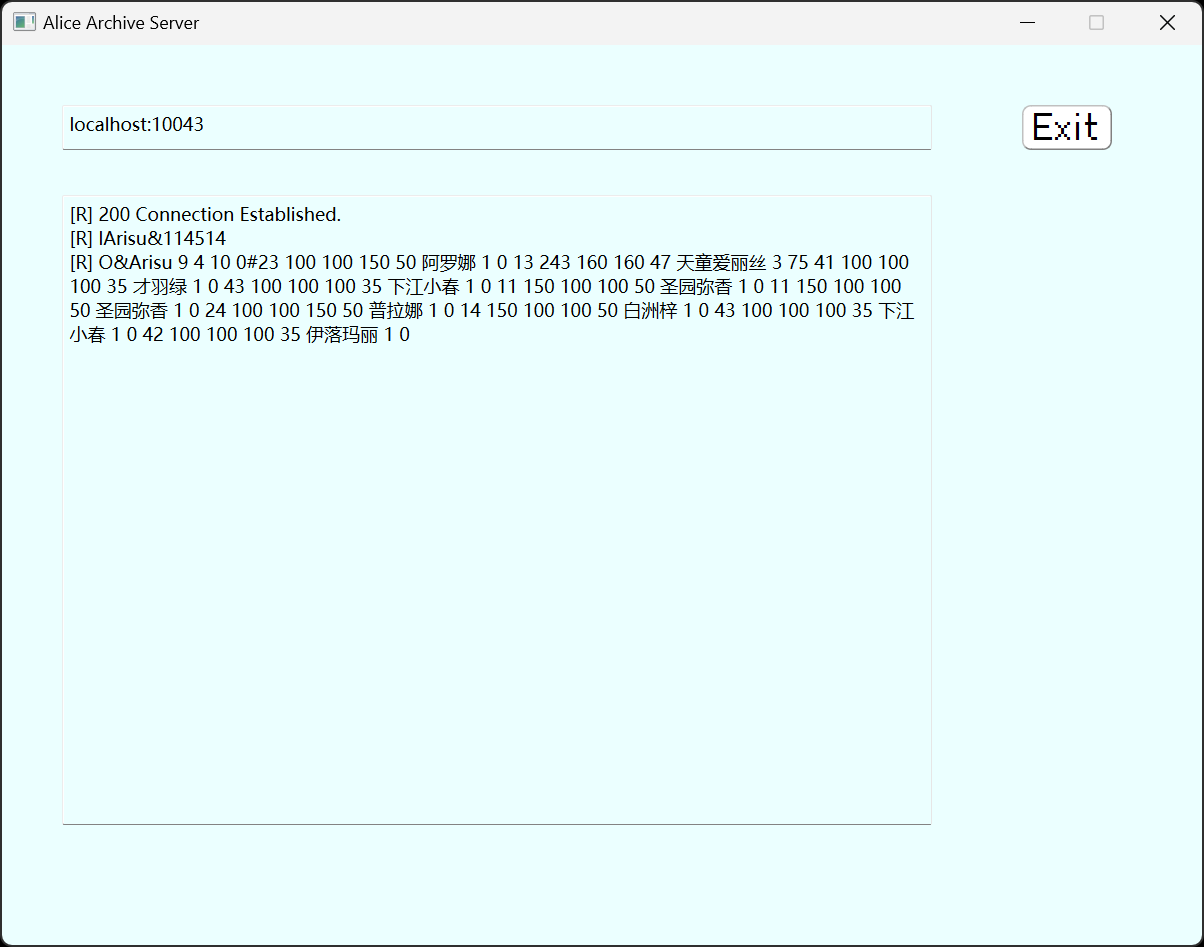 Alice Archive Server
localhost:10043
Exit
[R] 200 Connection Established.
[R] IArisu&114514
[R] O&Arisu 9 4 10 0#23 100 100 150 50 阿罗娜 1 0 13 243 160 160 47 天童爱丽丝 3 75 41 100 100
100 35 才羽绿 1 0 43 100 100 100 35 下江小春 1 0 11 150 100 100 50 圣园弥香 1 0 11 150 100 100
50 圣园弥香 1 0 24 100 100 150 50 普拉娜 1 0 14 150 100 100 50 白洲梓 1 0 43 100 100 100 35 下江
小春 1 0 42 100 100 100 35 伊落玛丽 1 0